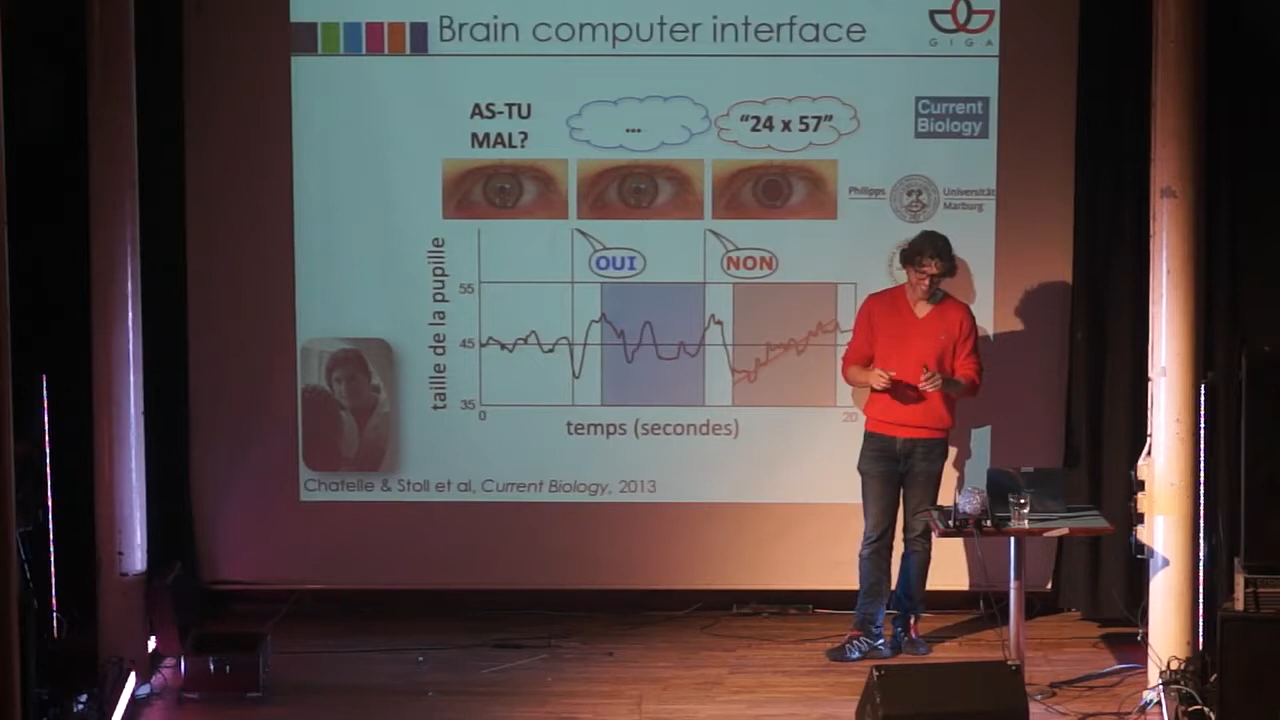 Brain computer interface
GIGA
AS-TU
MAL?
...
“24 x 57”
Current
Biology
Philipps
Universität
Marburg
OUI
NON
taille de la pupille
55
45
35
0
20
temps (secondes)
Chatelle & Stoll et al, Current Biology, 2013